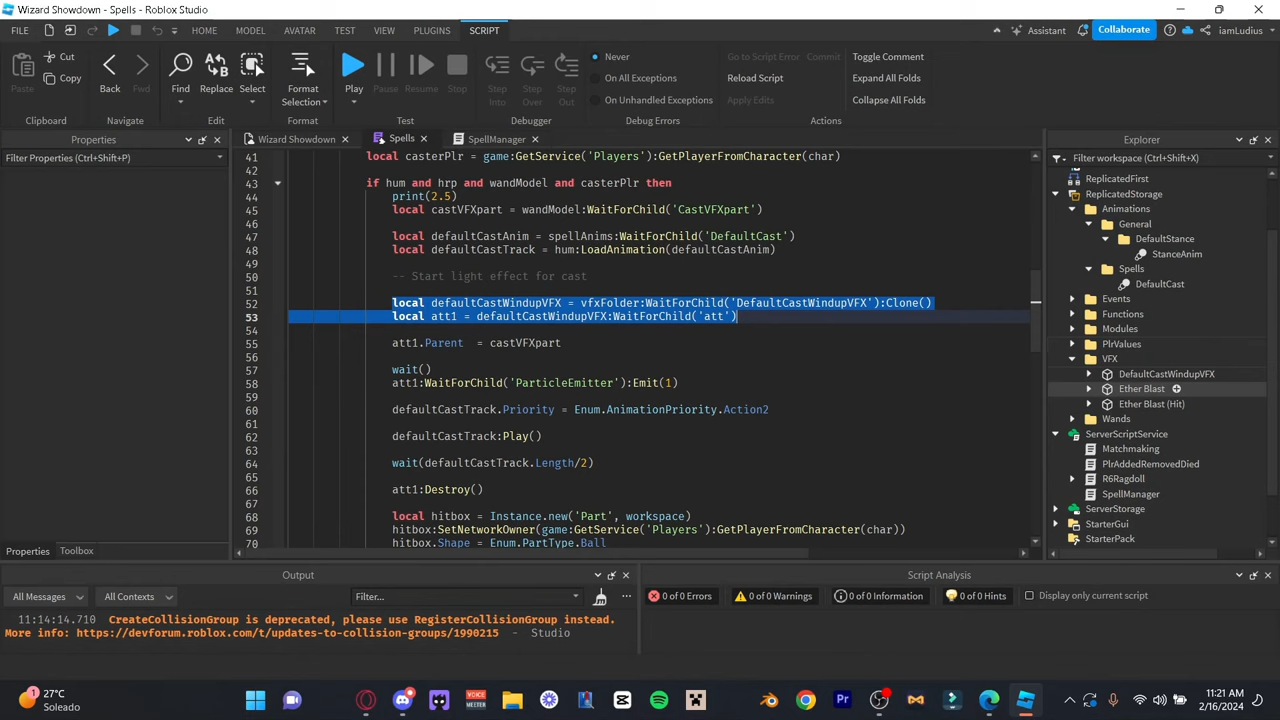 Wizard Showdown - Spells - Roblox Studio
FILE HOME MODEL AVATAR TEST VIEW PLUGINS SCRIPT Assistant Collaborate iamLudius
Paste Cut Copy Back Fwd Find Replace Select Format Selection Play Pause Resume Stop Step Into Step Over Step Out
Never
On All Exceptions
On Unhandled Exceptions
Go to Script Error Commit
Reload Script
Apply Edits
Toggle Comment
Expand All Folds
Collapse All Folds
Clipboard Navigate Edit Format Test Debugger Debug Errors Actions
Properties
Filter Properties (Ctrl+Shift+P)
Wizard Showdown Spells SpellManager
41 local casterPlr = game:GetService('Players'):GetPlayerFromCharacter(char)
42
43 if hum and hrp and wandModel and casterPlr then
44 print(2.5)
45 local castVFXpart = wandModel:WaitForChild('CastVFXpart')
46
47 local defaultCastAnim = spellAnims:WaitForChild('DefaultCast')
48 local defaultCastTrack = hum:LoadAnimation(defaultCastAnim)
49
50 -- Start light effect for cast
51
52 local defaultCastWindupVFX = vfxFolder:WaitForChild('DefaultCastWindupVFX'):Clone()
53 local att1 = defaultCastWindupVFX:WaitForChild('att')
54
55 att1.Parent  = castVFXpart
56
57 wait()
58 att1:WaitForChild('ParticleEmitter'):Emit(1)
59
60 defaultCastTrack.Priority = Enum.AnimationPriority.Action2
61
62 defaultCastTrack:Play()
63
64 wait(defaultCastTrack.Length/2)
65
66 att1:Destroy()
67
68 local hitbox = Instance.new('Part', workspace)
69 hitbox:SetNetworkOwner(game:GetService('Players'):GetPlayerFromCharacter(char))
70 hitbox.Shape = Enum.PartType.Ball
Explorer
Filter workspace (Ctrl+Shift+X)
ReplicatedFirst
ReplicatedStorage
Animations
General
DefaultStance
StanceAnim
Spells
DefaultCast
Events
Functions
Modules
PlrValues
VFX
DefaultCastWindupVFX
Ether Blast
Ether Blast (Hit)
Wands
ServerScriptService
Matchmaking
PlrAddedRemovedDied
R6Ragdoll
SpellManager
ServerStorage
StarterGui
StarterPack
Properties Toolbox
Output
All Messages All Contexts Filter...
11:14:14.710 CreateCollisionGroup is deprecated, please use RegisterCollisionGroup instead.
More info: https://devforum.roblox.com/t/updates-to-collision-groups/1990215 - Studio
Script Analysis
0 of 0 Errors 0 of 0 Warnings 0 of 0 Information 0 of 0 Hints Display only current script
27°C
Soleado
VOICE
MEITER
Pr
11:21 AM
2/16/2024